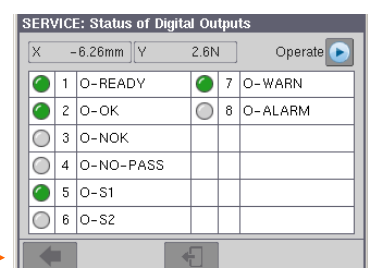 SERVICE: Status of Digital Outputs
X -6.26mm Y 2.6N Operate
1 O-READY 7 O-WARN
2 O-OK 8 O-ALARM
3 O-NOK
4 O-NO-PASS
5 O-S1
6 O-S2